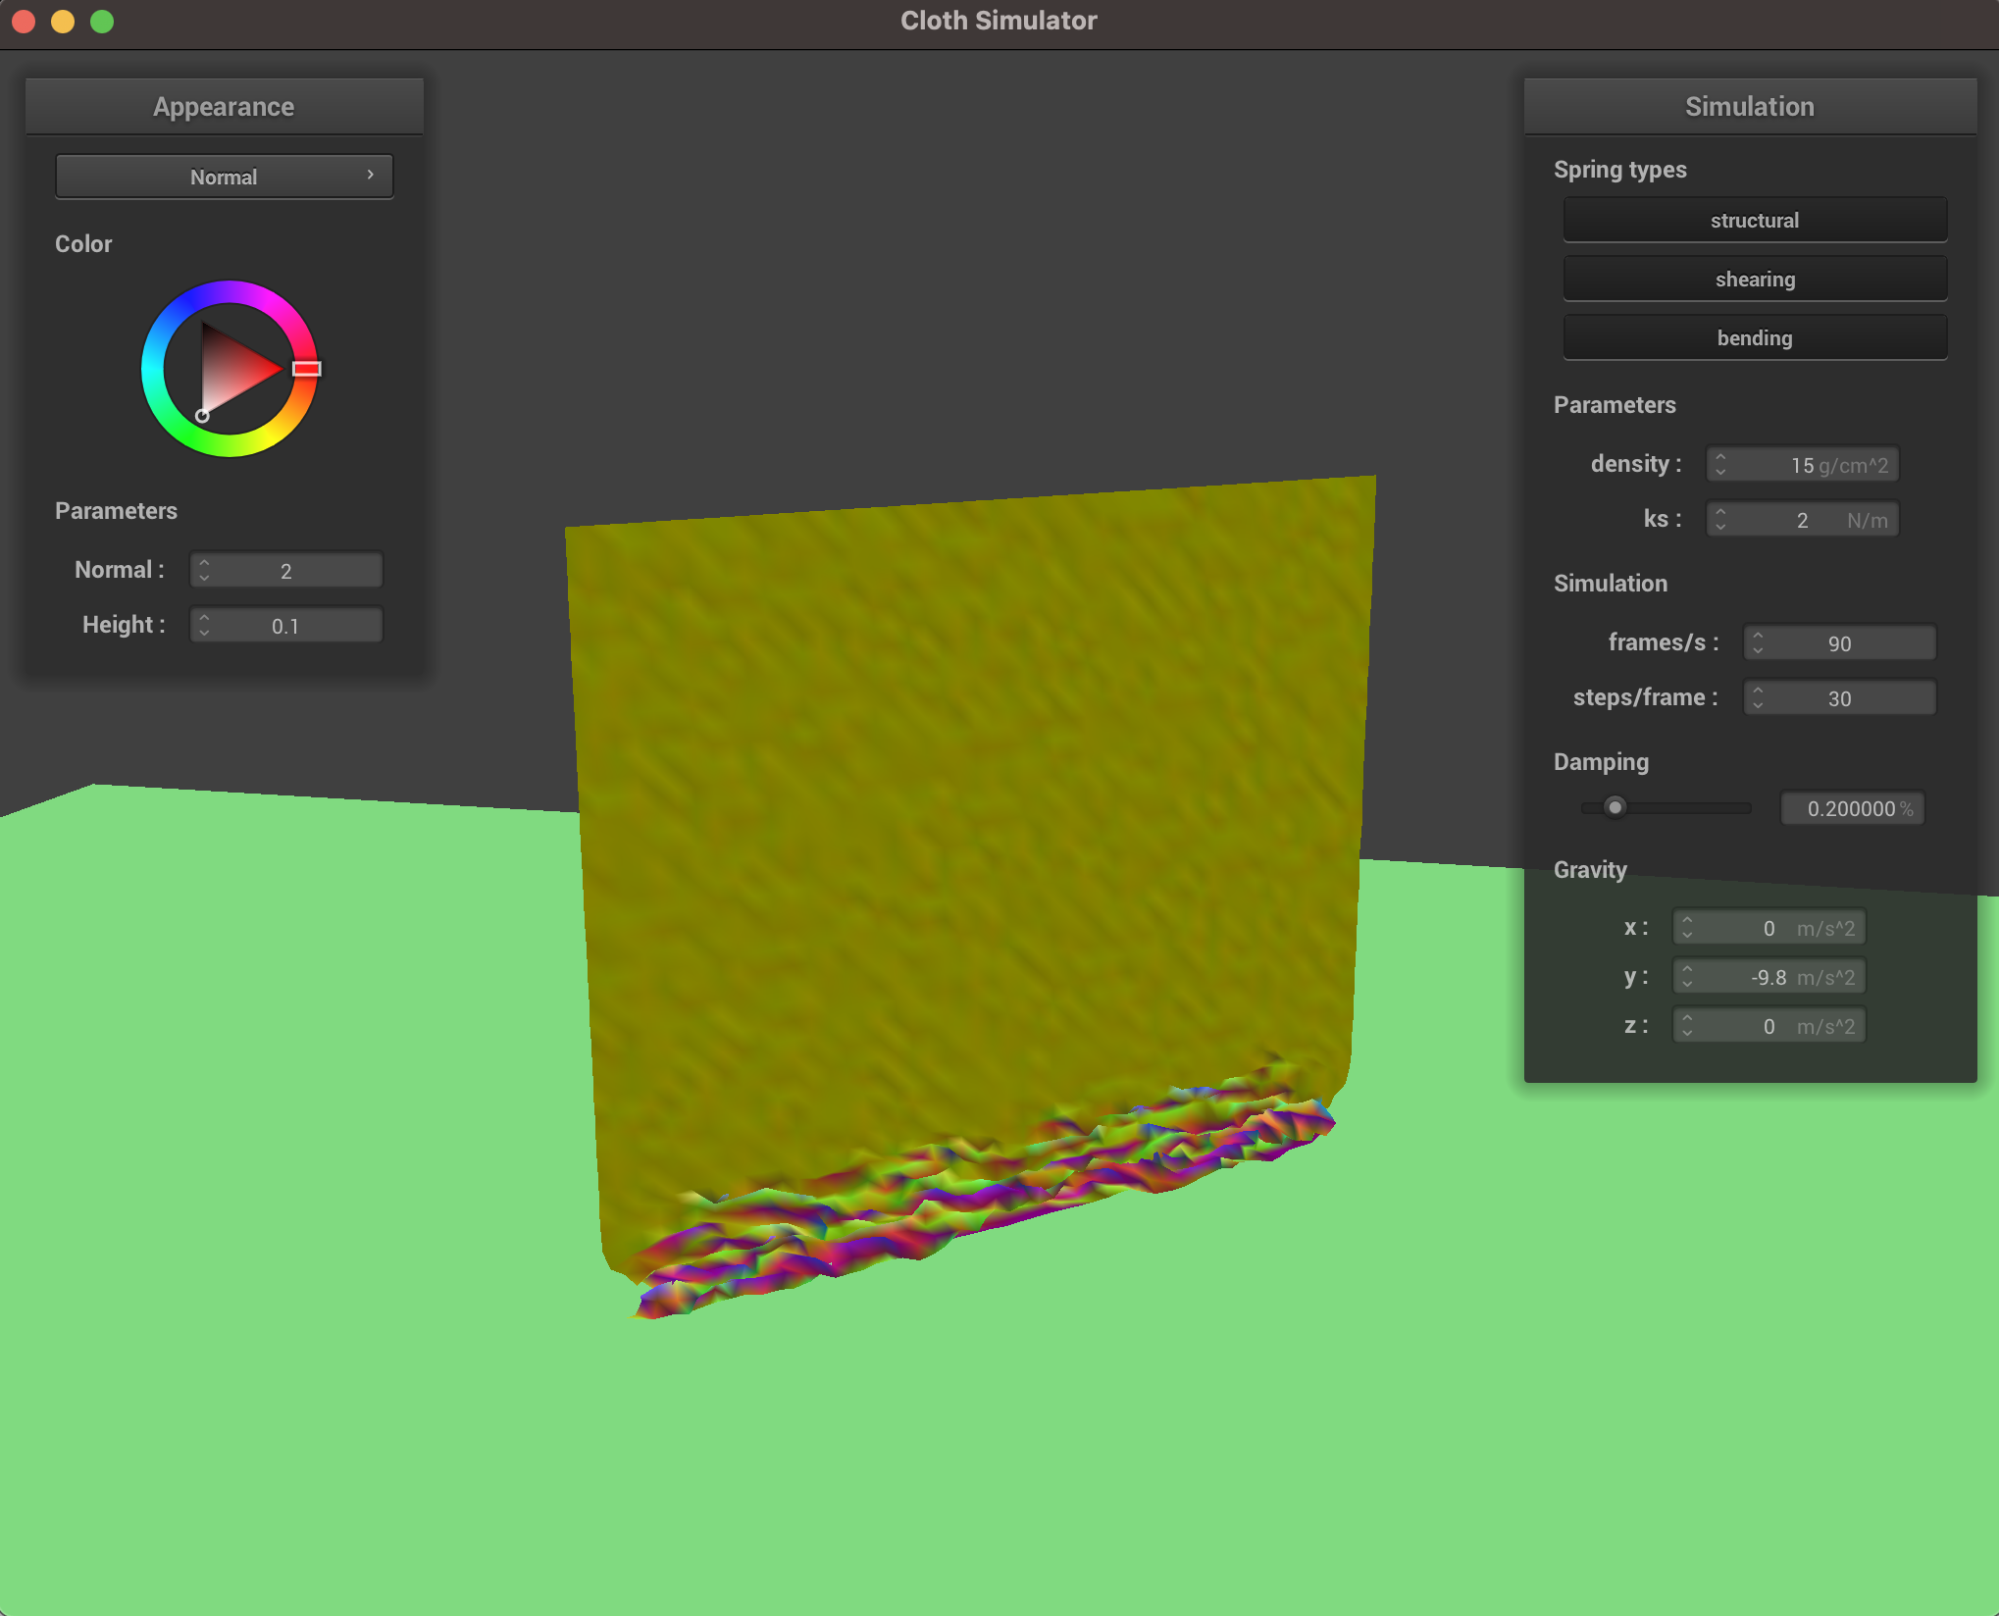 Cloth Simulator
Appearance
Normal
Color
Parameters
Normal : 2
Height : 0.1
Simulation
Spring types
structural
shearing
bending
Parameters
density : 15 g/cm^2
ks : 2 N/m
Simulation
frames/s : 90
steps/frame : 30
Damping
0.200000 %
Gravity
x : 0 m/s^2
y : -9.8 m/s^2
z : 0 m/s^2